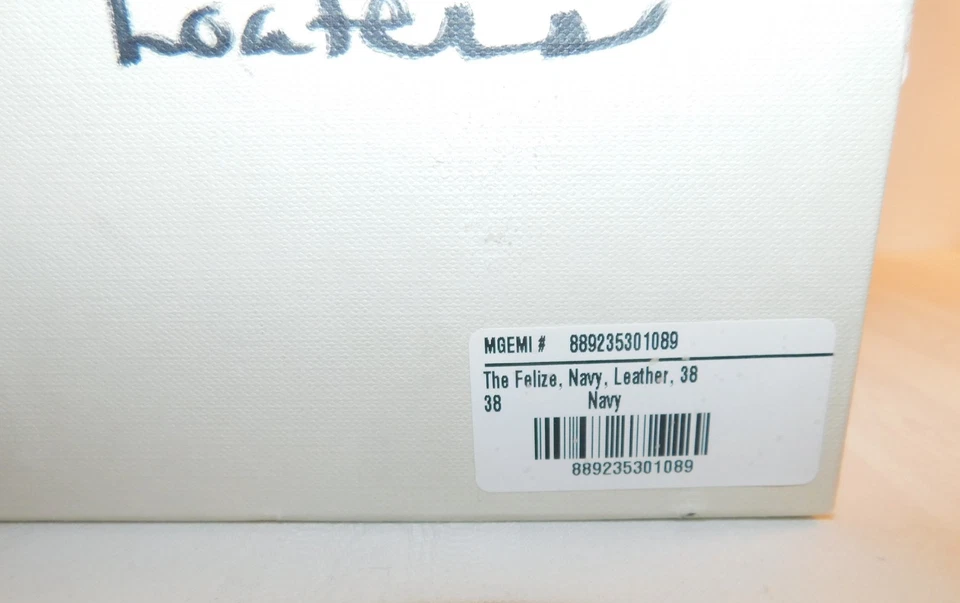 Loafers
MGEMI # 889235301089
The Felize, Navy, Leather, 38
38 Navy
889235301089